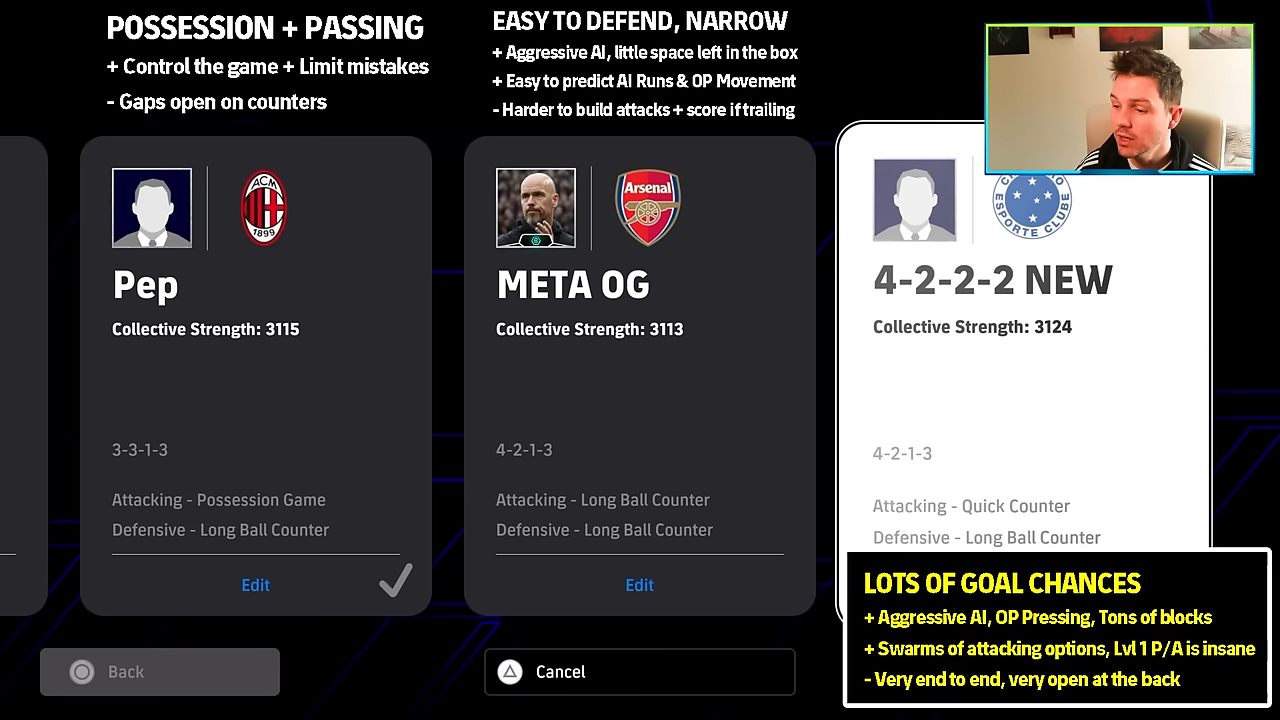 POSSESSION + PASSING
+ Control the game + Limit mistakes
- Gaps open on counters
EASY TO DEFEND, NARROW
+ Aggressive AI, little space left in the box
+ Easy to predict AI Runs & OP Movement
- Harder to build attacks + score if trailing
ACM
1899
Pep
Collective Strength: 3115
3-3-1-3
Attacking - Possession Game
Defensive - Long Ball Counter
Edit
Arsenal
META OG
Collective Strength: 3113
4-2-1-3
Attacking - Long Ball Counter
Defensive - Long Ball Counter
Edit
ESPORTE CLUBE
4-2-2-2 NEW
Collective Strength: 3124
4-2-1-3
Attacking - Quick Counter
Defensive - Long Ball Counter
LOTS OF GOAL CHANCES
+ Aggressive AI, OP Pressing, Tons of blocks
+ Swarms of attacking options, Lvl 1 P/A is insane
- Very end to end, very open at the back
Back
Cancel